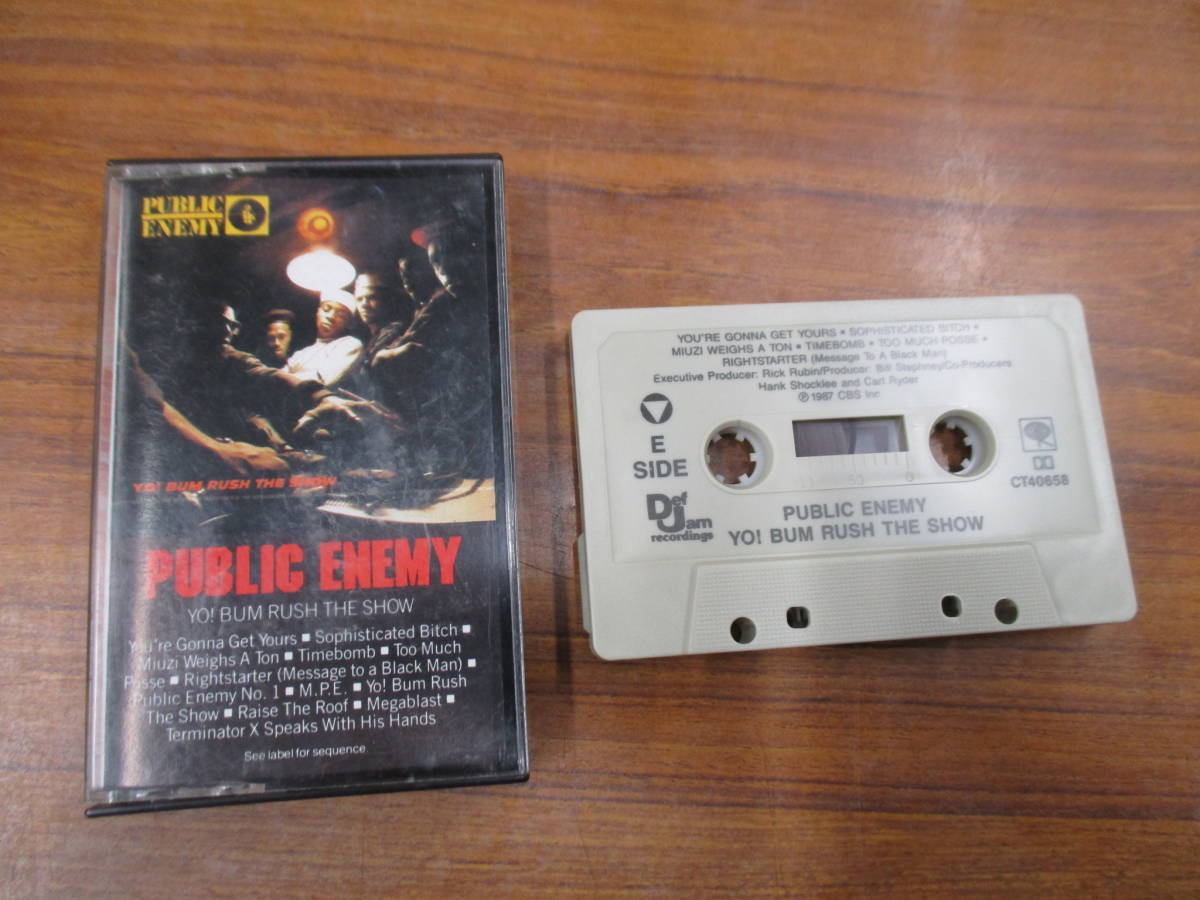 PUBLIC
ENEMY
YO! BUM RUSH THE SHOW
PUBLIC ENEMY
YO! BUM RUSH THE SHOW
You're Gonna Get Yours ■ Sophisticated Bitch ■
Miuzi Weighs A Ton ■ Timebomb ■ Too Much
Posse ■ Rightstarter (Message to a Black Man) ■
Public Enemy No. 1 ■ M.P.E. ■ Yo! Bum Rush
The Show ■ Raise The Roof ■ Megablast ■
Terminator X Speaks With His Hands
See label for sequence.
YOU'RE GONNA GET YOURS • SOPHISTICATED BITCH •
MIUZI WEIGHS A TON • TIMEBOMB • TOO MUCH POSSE •
RIGHTSTARTER (Message To A Black Man)
Executive Producer: Rick Rubin/Producer: Bill Stephney/Co-Producers
Hank Shocklee and Carl Ryder
℗ 1987 CBS Inc
E
SIDE
50 0
CT40658
Def
Jam
recordings
PUBLIC ENEMY
YO! BUM RUSH THE SHOW